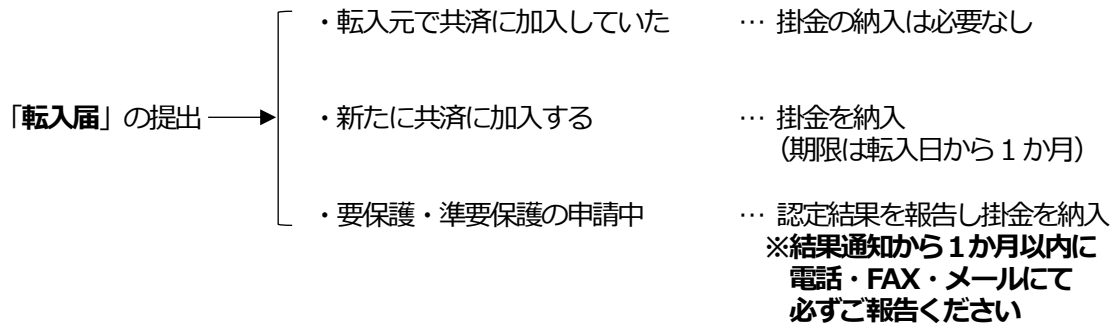 ・転入元で共済に加入していた … 掛金の納入は必要なし
「転入届」の提出
・新たに共済に加入する … 掛金を納入
（期限は転入日から１か月）
・要保護・準要保護の申請中 … 認定結果を報告し掛金を納入
※結果通知から１か月以内に
電話・FAX・メールにて
必ずご報告ください